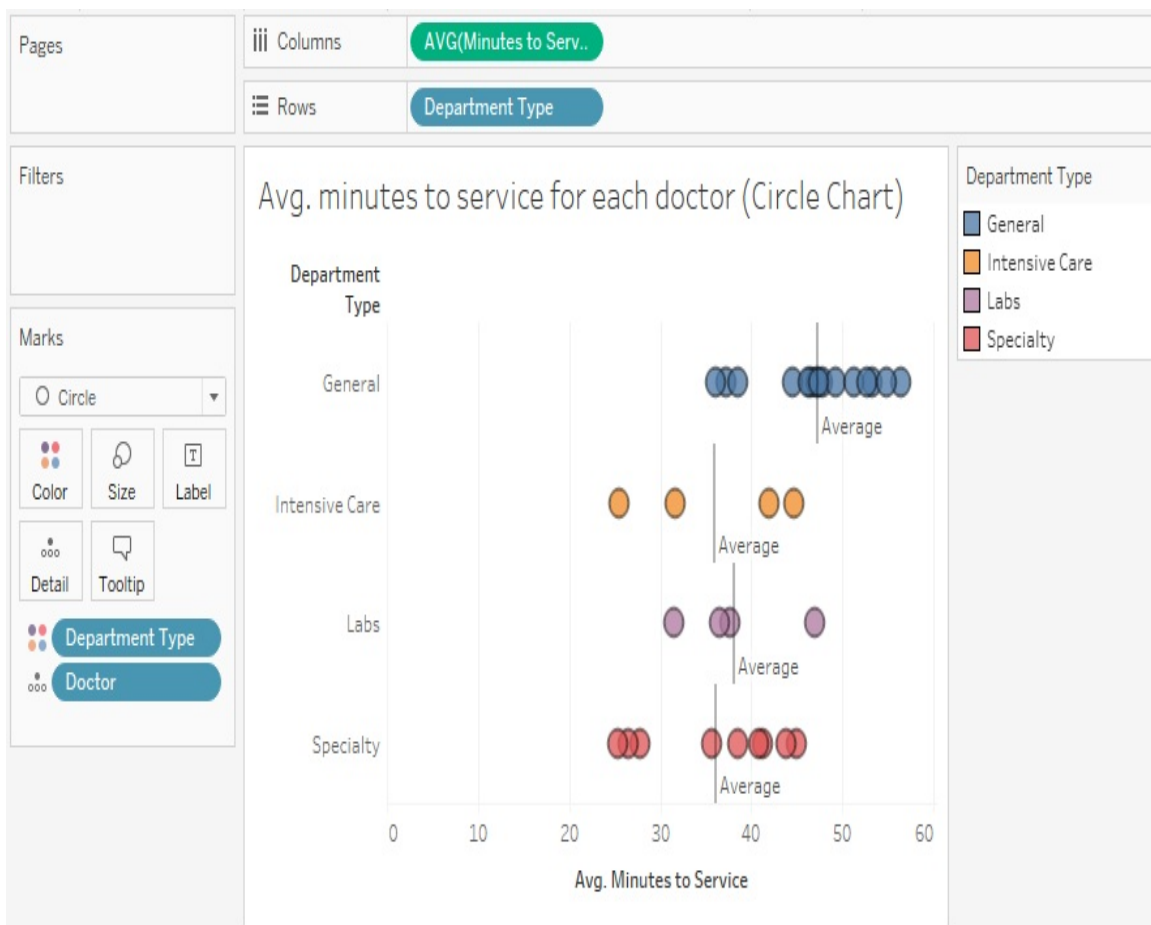 Pages
Columns
AVG(Minutes to Serv..
Rows
Department Type
Filters
Marks
Circle
Color
Size
T
Label
Detail
Tooltip
Department Type
Doctor
Avg. minutes to service for each doctor (Circle Chart)
Department
Type
General
Average
Intensive Care
Average
Labs
Average
Specialty
Average
0 10 20 30 40 50 60
Avg. Minutes to Service
Department Type
General
Intensive Care
Labs
Specialty